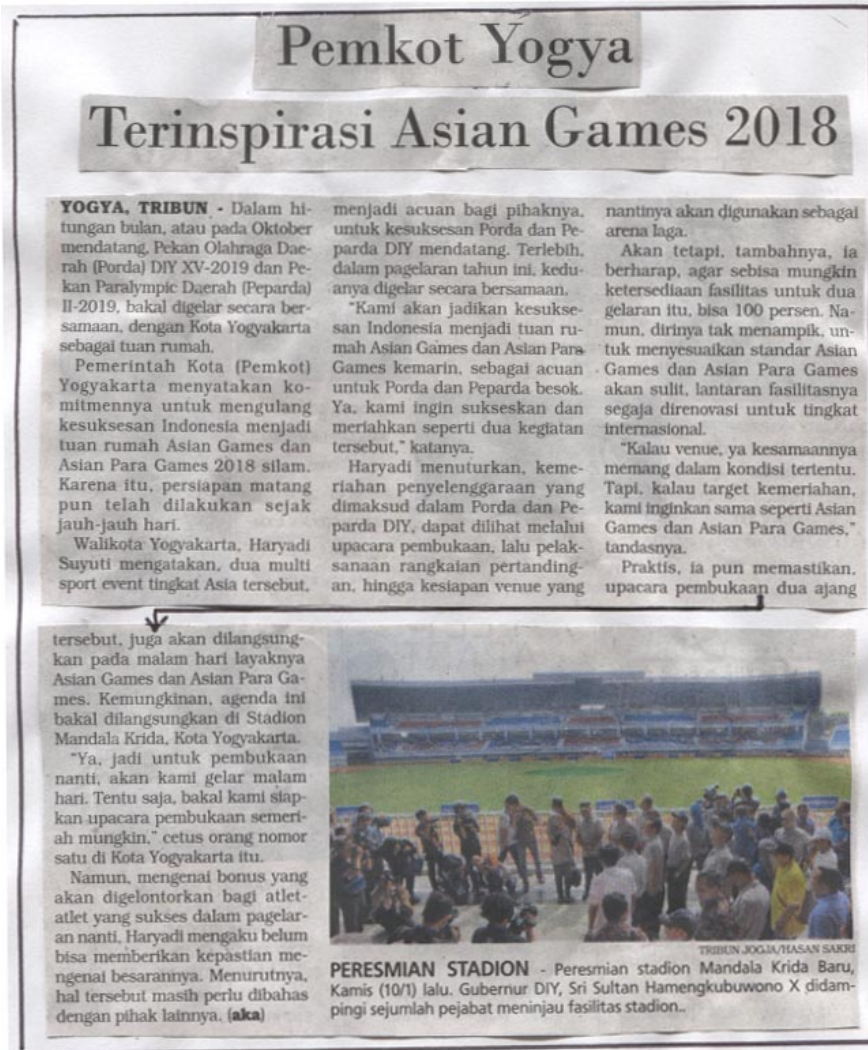 Pemkot Yogya
Terinspirasi Asian Games 2018
YOGYA, TRIBUN - Dalam hi-
tungan bulan, atau pada Oktober
mendatang, Pekan Olahraga Dae-
rah (Porda) DIY XV-2019 dan Pe-
kan Paralympic Daerah (Peparda)
II-2019, bakal digelar secara ber-
samaan, dengan Kota Yogyakarta
sebagai tuan rumah.
Pemerintah Kota (Pemkot)
Yogyakarta menyatakan ko-
mitmennya untuk mengulang
kesuksesan Indonesia menjadi
tuan rumah Asian Games dan
Asian Para Games 2018 silam.
Karena itu, persiapan matang
pun telah dilakukan sejak
jauh-jauh hari.
Walikota Yogyakarta, Haryadi
Suyuti mengatakan, dua multi
sport event tingkat Asia tersebut,
menjadi acuan bagi pihaknya,
untuk kesuksesan Porda dan Pe-
parda DIY mendatang. Terlebih,
dalam pagelaran tahun ini, kedu-
anya digelar secara bersamaan.
"Kami akan jadikan kesukse-
san Indonesia menjadi tuan ru-
mah Asian Games dan Asian Para
Games kemarin, sebagai acuan
untuk Porda dan Peparda besok.
Ya, kami ingin sukseskan dan
meriahkan seperti dua kegiatan
tersebut," katanya.
Haryadi menuturkan, keme-
riahan penyelenggaraan yang
dimaksud dalam Porda dan Pe-
parda DIY, dapat dilihat melalui
upacara pembukaan, lalu pelak-
sanaan rangkaian pertanding-
an, hingga kesiapan venue yang
nantinya akan digunakan sebagai
arena laga.
Akan tetapi, tambahnya, ia
berharap, agar sebisa mungkin
ketersediaan fasilitas untuk dua
gelaran itu, bisa 100 persen. Na-
mun, dirinya tak menampik, un-
tuk menyesuaikan standar Asian
Games dan Asian Para Games
akan sulit, lantaran fasilitasnya
segaja direnovasi untuk tingkat
internasional.
"Kalau venue, ya kesamaannya
memang dalam kondisi tertentu.
Tapi, kalau target kemeriahan,
kami inginkan sama seperti Asian
Games dan Asian Para Games,"
tandasnya.
Praktis, ia pun memastikan,
upacara pembukaan dua ajang
tersebut, juga akan dilangsung-
kan pada malam hari layaknya
Asian Games dan Asian Para Ga-
mes. Kemungkinan, agenda ini
bakal dilangsungkan di Stadion
Mandala Krida, Kota Yogyakarta.
"Ya, jadi untuk pembukaan
nanti, akan kami gelar malam
hari. Tentu saja, bakal kami siap-
kan upacara pembukaan semeri-
ah mungkin," cetus orang nomor
satu di Kota Yogyakarta itu.
Namun, mengenai bonus yang
akan digelontorkan bagi atlet-
atlet yang sukses dalam pagelar-
an nanti, Haryadi mengaku belum
bisa memberikan kepastian me-
ngenai besarannya. Menurutnya,
hal tersebut masih perlu dibahas
dengan pihak lainnya. (aka)
TRIBUN JOGJA/HASAN SAKRI
PERESMIAN STADION - Peresmian stadion Mandala Krida Baru,
Kamis (10/1) lalu. Gubernur DIY, Sri Sultan Hamengkubuwono X didam-
pingi sejumlah pejabat meninjau fasilitas stadion..